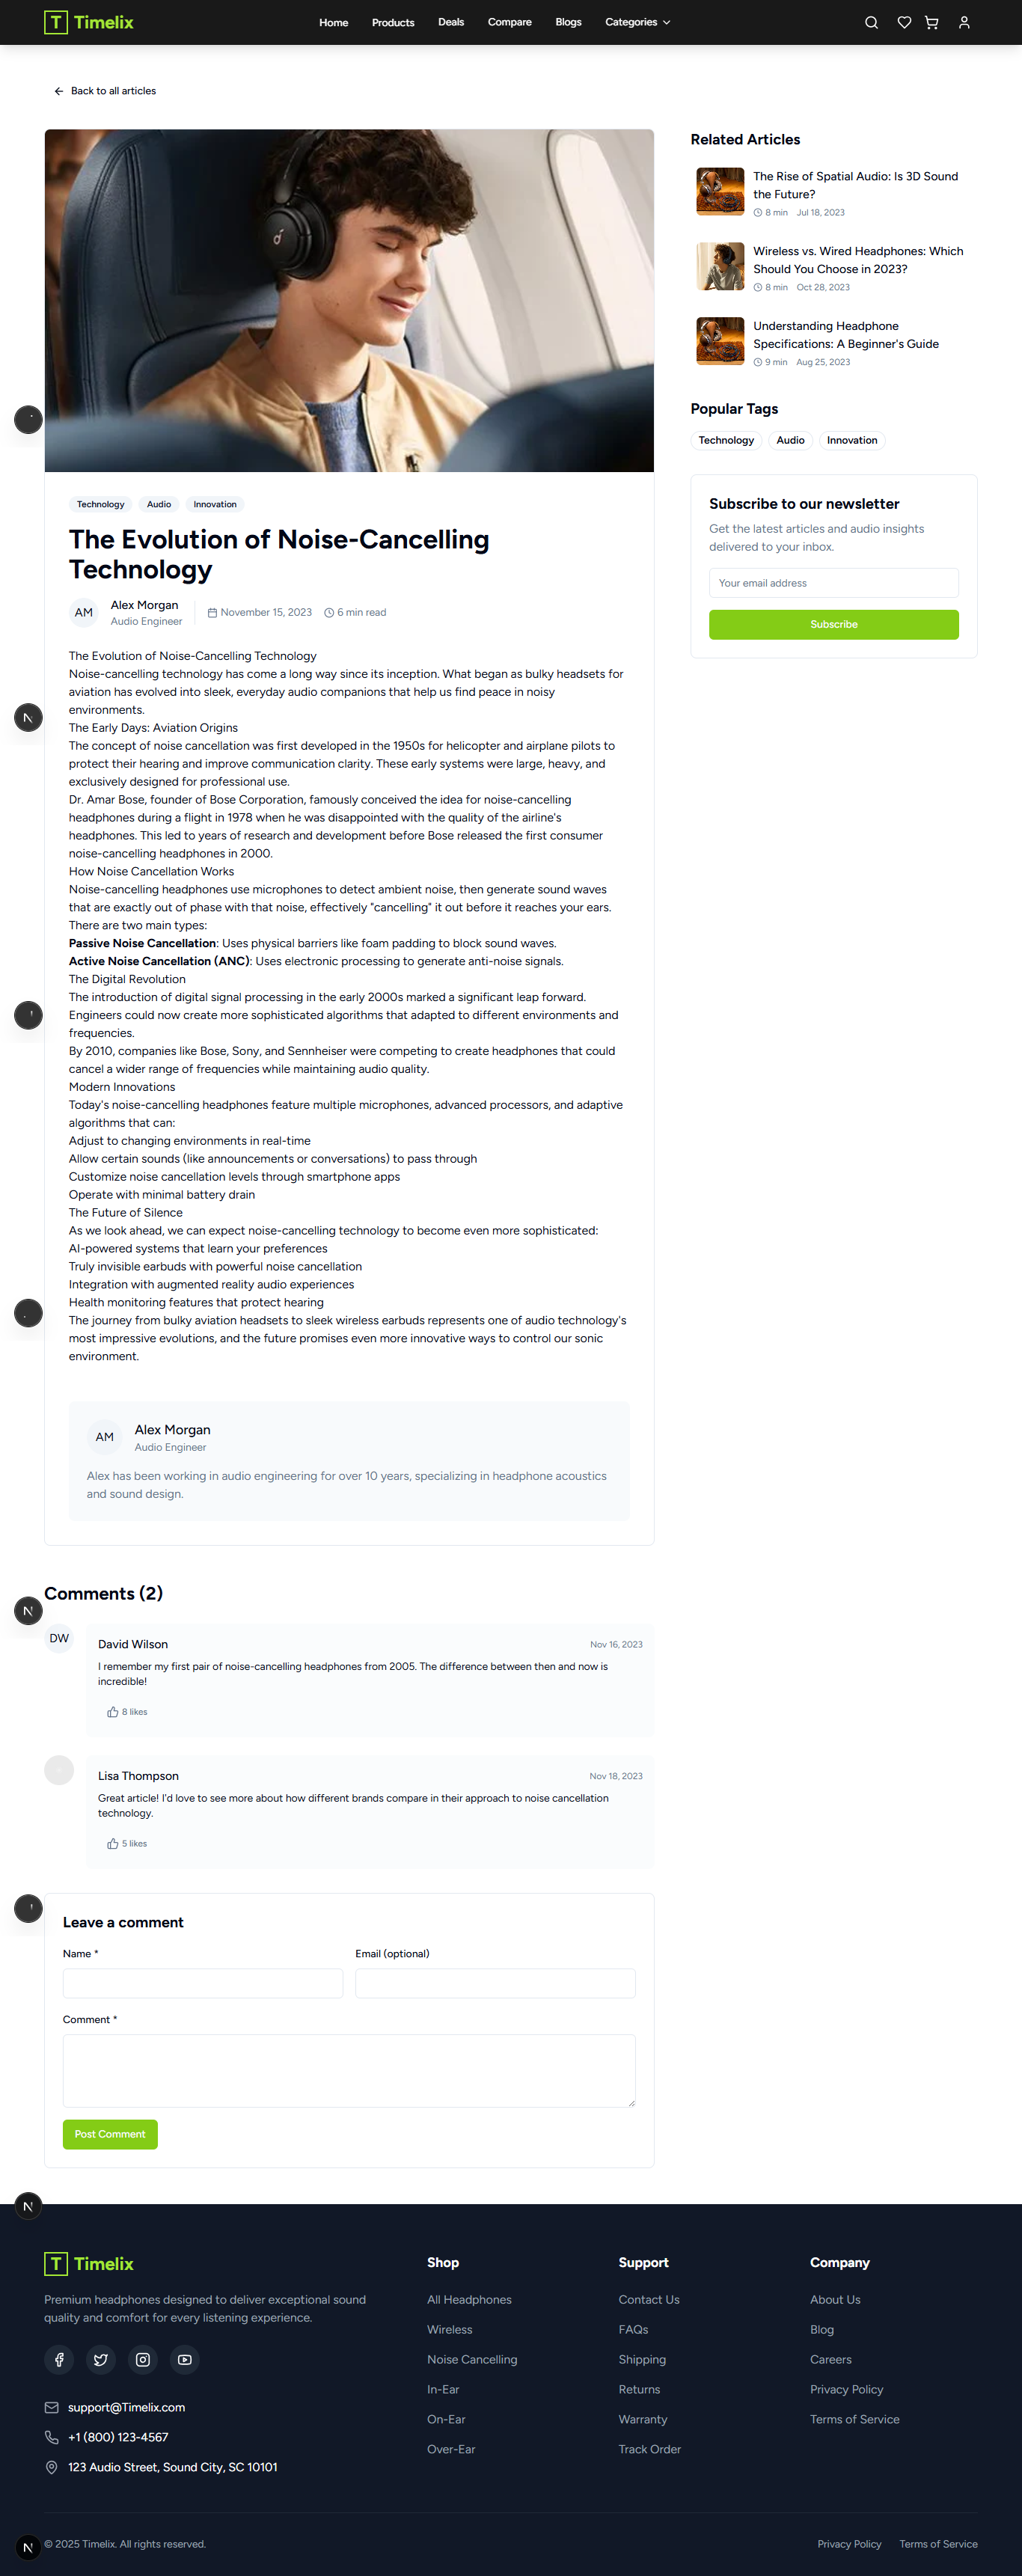 T Timelix
Home Products Deals Compare Blogs Categories
Back to all articles
Technology Audio Innovation
The Evolution of Noise-Cancelling
Technology
AM
Alex Morgan
Audio Engineer
November 15, 2023
6 min read
The Evolution of Noise-Cancelling Technology
Noise-cancelling technology has come a long way since its inception. What began as bulky headsets for
aviation has evolved into sleek, everyday audio companions that help us find peace in noisy
environments.
The Early Days: Aviation Origins
The concept of noise cancellation was first developed in the 1950s for helicopter and airplane pilots to
protect their hearing and improve communication clarity. These early systems were large, heavy, and
exclusively designed for professional use.
Dr. Amar Bose, founder of Bose Corporation, famously conceived the idea for noise-cancelling
headphones during a flight in 1978 when he was disappointed with the quality of the airline's
headphones. This led to years of research and development before Bose released the first consumer
noise-cancelling headphones in 2000.
How Noise Cancellation Works
Noise-cancelling headphones use microphones to detect ambient noise, then generate sound waves
that are exactly out of phase with that noise, effectively "cancelling" it out before it reaches your ears.
There are two main types:
Passive Noise Cancellation: Uses physical barriers like foam padding to block sound waves.
Active Noise Cancellation (ANC): Uses electronic processing to generate anti-noise signals.
The Digital Revolution
The introduction of digital signal processing in the early 2000s marked a significant leap forward.
Engineers could now create more sophisticated algorithms that adapted to different environments and
frequencies.
By 2010, companies like Bose, Sony, and Sennheiser were competing to create headphones that could
cancel a wider range of frequencies while maintaining audio quality.
Modern Innovations
Today's noise-cancelling headphones feature multiple microphones, advanced processors, and adaptive
algorithms that can:
Adjust to changing environments in real-time
Allow certain sounds (like announcements or conversations) to pass through
Customize noise cancellation levels through smartphone apps
Operate with minimal battery drain
The Future of Silence
As we look ahead, we can expect noise-cancelling technology to become even more sophisticated:
AI-powered systems that learn your preferences
Truly invisible earbuds with powerful noise cancellation
Integration with augmented reality audio experiences
Health monitoring features that protect hearing
The journey from bulky aviation headsets to sleek wireless earbuds represents one of audio technology's
most impressive evolutions, and the future promises even more innovative ways to control our sonic
environment.
AM
Alex Morgan
Audio Engineer
Alex has been working in audio engineering for over 10 years, specializing in headphone acoustics
and sound design.
Related Articles
The Rise of Spatial Audio: Is 3D Sound
the Future?
8 min Jul 18, 2023
Wireless vs. Wired Headphones: Which
Should You Choose in 2023?
8 min Oct 28, 2023
Understanding Headphone
Specifications: A Beginner's Guide
9 min Aug 25, 2023
Popular Tags
Technology Audio Innovation
Subscribe to our newsletter
Get the latest articles and audio insights
delivered to your inbox.
Your email address
Subscribe
Comments (2)
DW
David Wilson
Nov 16, 2023
I remember my first pair of noise-cancelling headphones from 2005. The difference between then and now is
incredible!
8 likes
Lisa Thompson
Nov 18, 2023
Great article! I'd love to see more about how different brands compare in their approach to noise cancellation
technology.
5 likes
Leave a comment
Name *
Email (optional)
Comment *
Post Comment
T Timelix
Premium headphones designed to deliver exceptional sound
quality and comfort for every listening experience.
support@Timelix.com
+1 (800) 123-4567
123 Audio Street, Sound City, SC 10101
Shop
All Headphones
Wireless
Noise Cancelling
In-Ear
On-Ear
Over-Ear
Support
Contact Us
FAQs
Shipping
Returns
Warranty
Track Order
Company
About Us
Blog
Careers
Privacy Policy
Terms of Service
N
© 2025 Timelix. All rights reserved.
Privacy Policy
Terms of Service